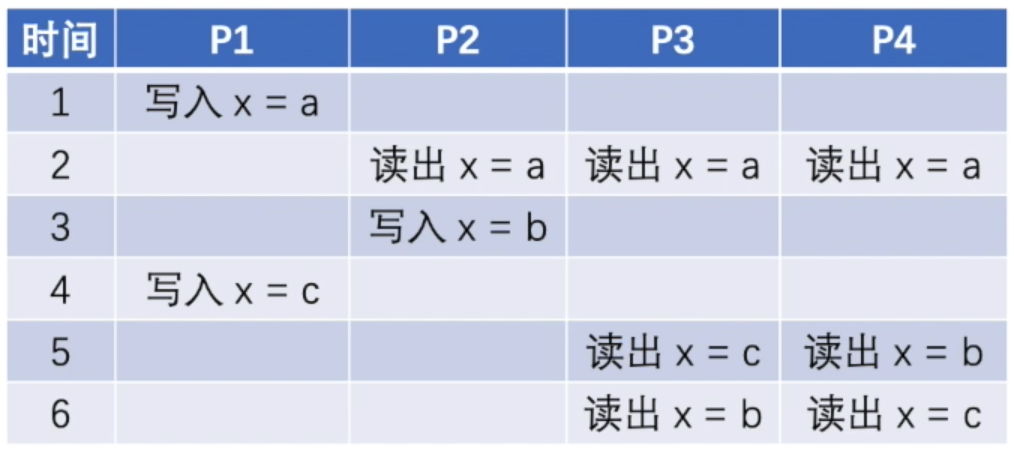 时间 P1 P2 P3 P4
1 写入 x = a
2 读出 x = a 读出 x = a 读出 x = a
3 写入 x = b
4 写入 x = c
5 读出 x = c 读出 x = b
6 读出 x = b 读出 x = c